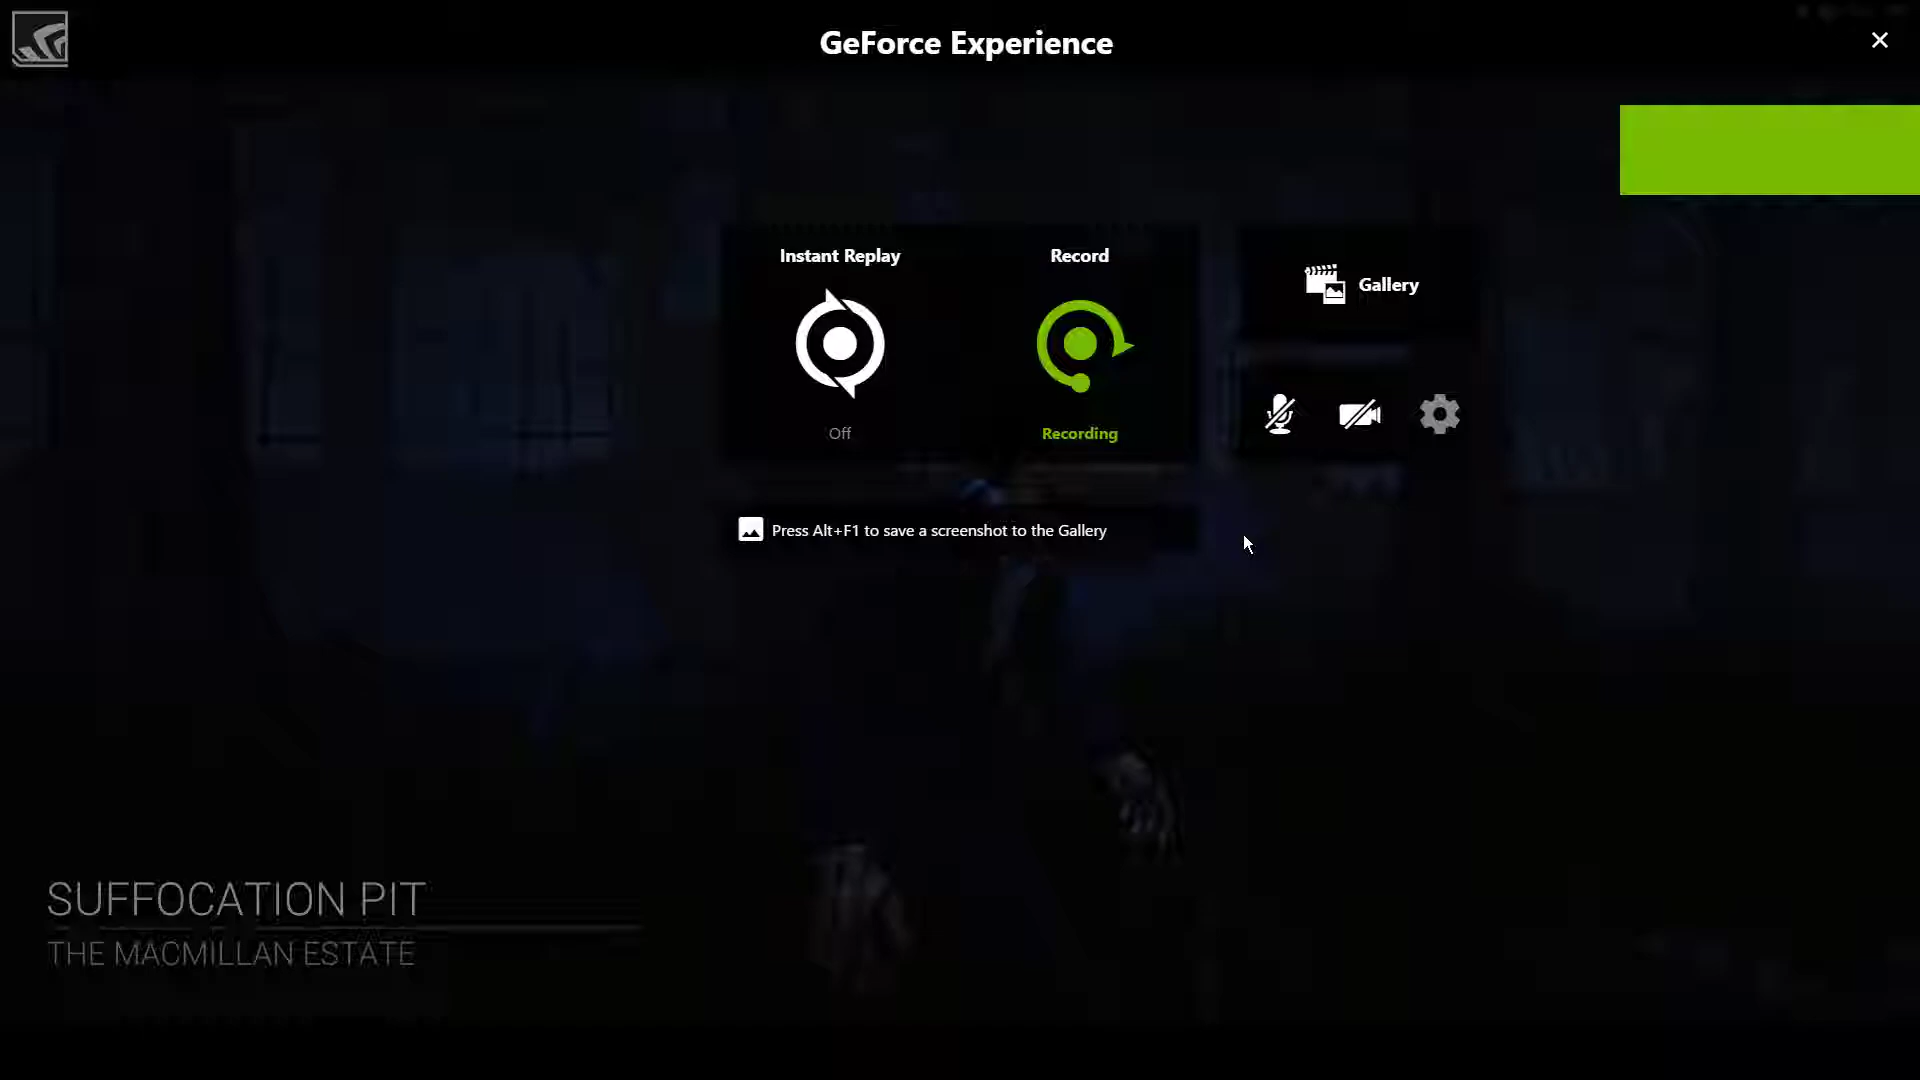 GeForce Experience
Instant Replay
Record
Gallery
Off
Recording
Press Alt+F1 to save a screenshot to the Gallery
SUFFOCATION PIT
THE MACMILLAN ESTATE